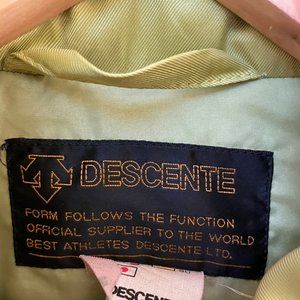 DESCENTE
FORM FOLLOWS THE FUNCTION
OFFICIAL SUPPLIER TO THE WORLD
BEST ATHLETES DESCENTE LTD.
DESCENTE